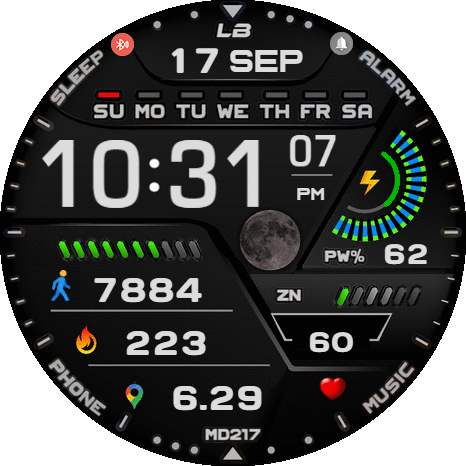 LB
SLEEP
17 SEP
ALARM
SU MO TU WE TH FR SA
10:31 07 PM
PW% 62
7884
ZN
223
60
6.29
PHONE
MUSIC
MD217